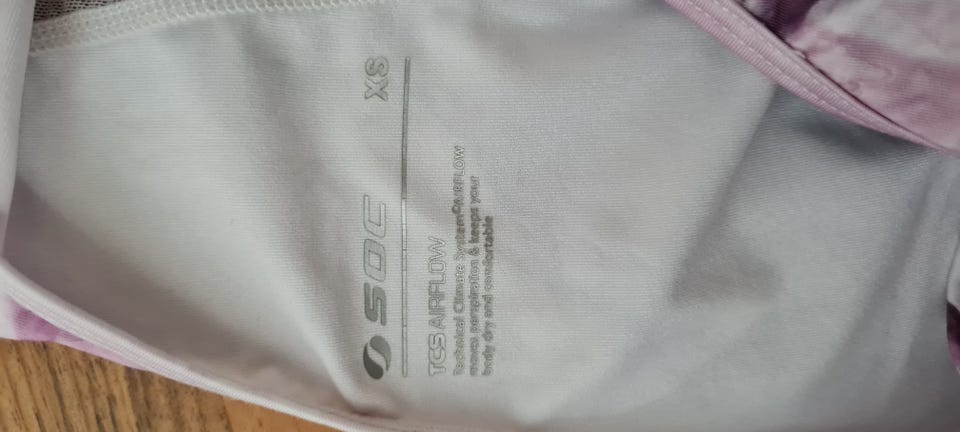 SOC XS
TCS AIRFLOW
Technical Climate System©AIRFLOW
moves perspiration & keeps your
body dry and comfortable